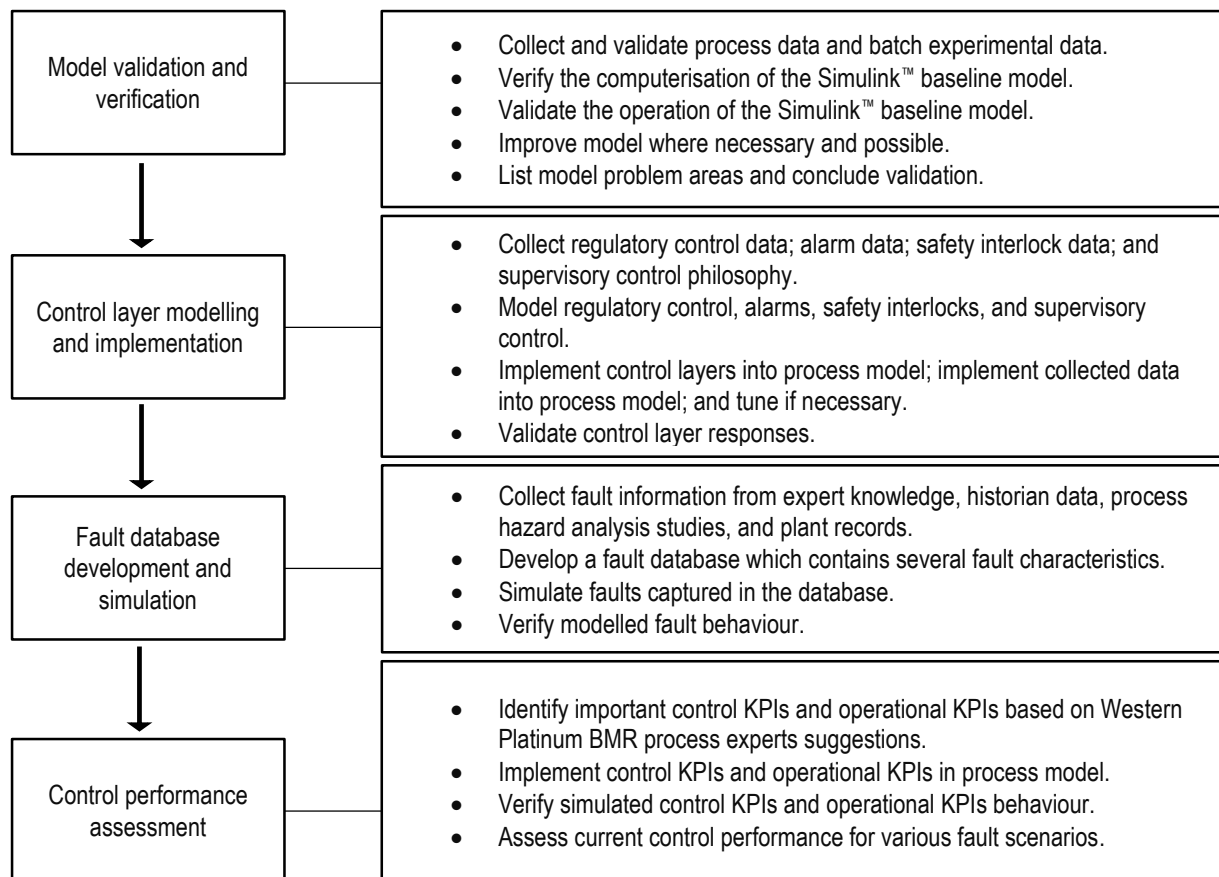 Model validation and
verification
• Collect and validate process data and batch experimental data.
• Verify the computerisation of the Simulink™ baseline model.
• Validate the operation of the Simulink™ baseline model.
• Improve model where necessary and possible.
• List model problem areas and conclude validation.
Control layer modelling
and implementation
• Collect regulatory control data; alarm data; safety interlock data; and
supervisory control philosophy.
• Model regulatory control, alarms, safety interlocks, and supervisory
control.
• Implement control layers into process model; implement collected data
into process model; and tune if necessary.
• Validate control layer responses.
Fault database
development and
simulation
• Collect fault information from expert knowledge, historian data, process
hazard analysis studies, and plant records.
• Develop a fault database which contains several fault characteristics.
• Simulate faults captured in the database.
• Verify modelled fault behaviour.
Control performance
assessment
• Identify important control KPIs and operational KPIs based on Western
Platinum BMR process experts suggestions.
• Implement control KPIs and operational KPIs in process model.
• Verify simulated control KPIs and operational KPIs behaviour.
• Assess current control performance for various fault scenarios.